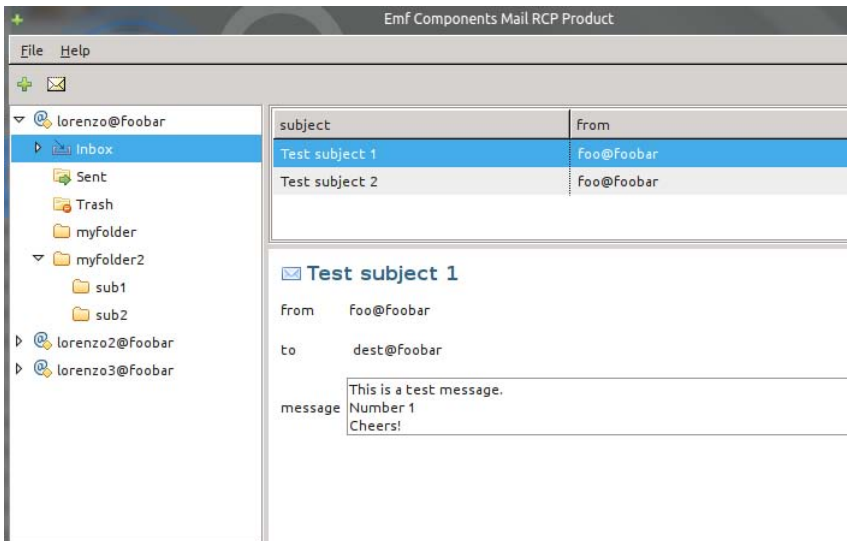 Emf Components Mail RCP Product
File Help
lorenzo@foobar
Inbox
Sent
Trash
myfolder
myfolder2
sub1
sub2
lorenzo2@foobar
lorenzo3@foobar
subject from
Test subject 1 foo@foobar
Test subject 2 foo@foobar
Test subject 1
from foo@foobar
to dest@foobar
message
This is a test message.
Number 1
Cheers!